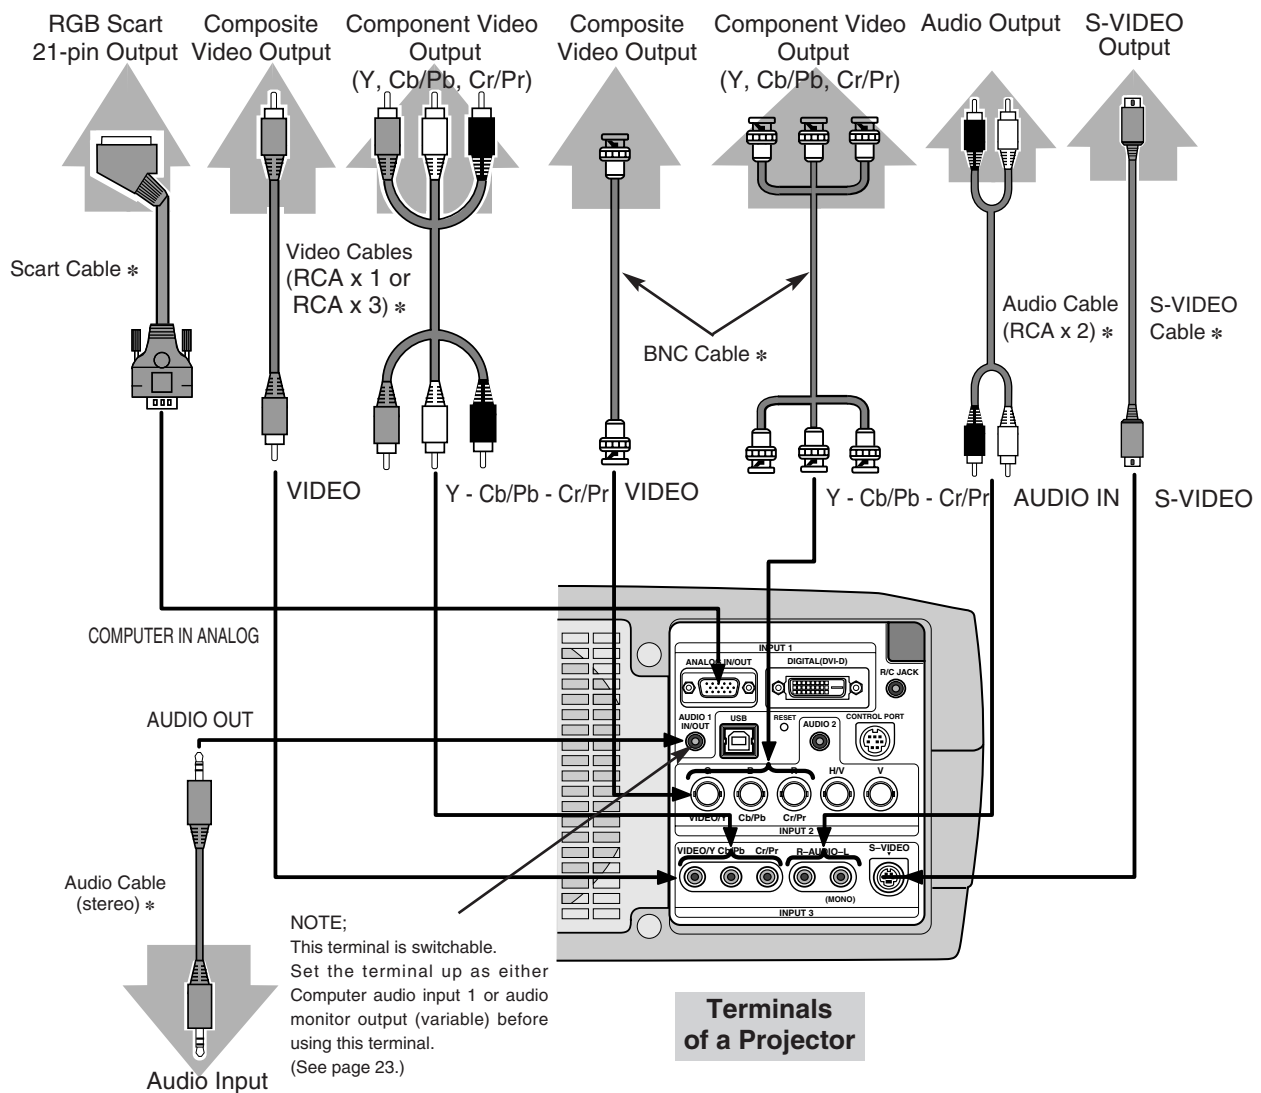 RGB Scart
21-pin Output
Composite
Video Output
Component Video
Output
(Y, Cb/Pb, Cr/Pr)
Composite
Video Output
Component Video
Output
(Y, Cb/Pb, Cr/Pr)
Audio Output
S-VIDEO
Output
Scart Cable *
Video Cables
(RCA x 1 or
RCA x 3) *
BNC Cable *
Audio Cable
(RCA x 2) *
S-VIDEO
Cable *
VIDEO
Y - Cb/Pb - Cr/Pr
VIDEO
Y - Cb/Pb - Cr/Pr
AUDIO IN
S-VIDEO
COMPUTER IN ANALOG
AUDIO OUT
INPUT 1
ANALOG IN/OUT
DIGITAL(DVI-D)
R/C JACK
AUDIO 1
IN/OUT
USB
RESET
AUDIO 2
CONTROL PORT
G
B
R
H/V
V
VIDEO/Y
Cb/Pb
Cr/Pr
INPUT 2
VIDEO/Y Cb/Pb Cr/Pr
R–AUDIO–L
S–VIDEO
(MONO)
INPUT 3
Audio Cable
(stereo) *
NOTE;
This terminal is switchable.
Set the terminal up as either
Computer audio input 1 or audio
monitor output (variable) before
using this terminal.
(See page 23.)
Audio Input
Terminals
of a Projector